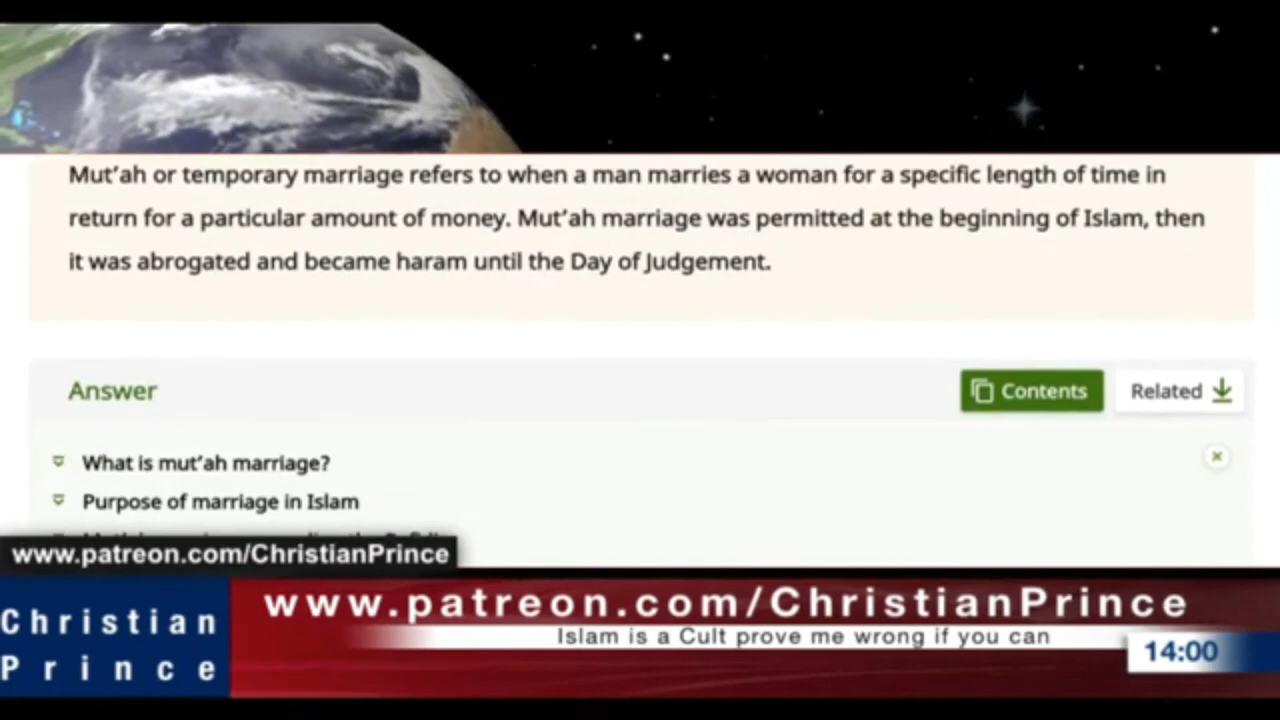 Mut’ah or temporary marriage refers to when a man marries a woman for a specific length of time in
return for a particular amount of money. Mut’ah marriage was permitted at the beginning of Islam, then
it was abrogated and became haram until the Day of Judgement.
Answer
Contents
Related
What is mut’ah marriage?
Purpose of marriage in Islam
www.patreon.com/ChristianPrince
Christian
Prince
www.patreon.com/ChristianPrince
Islam is a Cult prove me wrong if you can
14:00